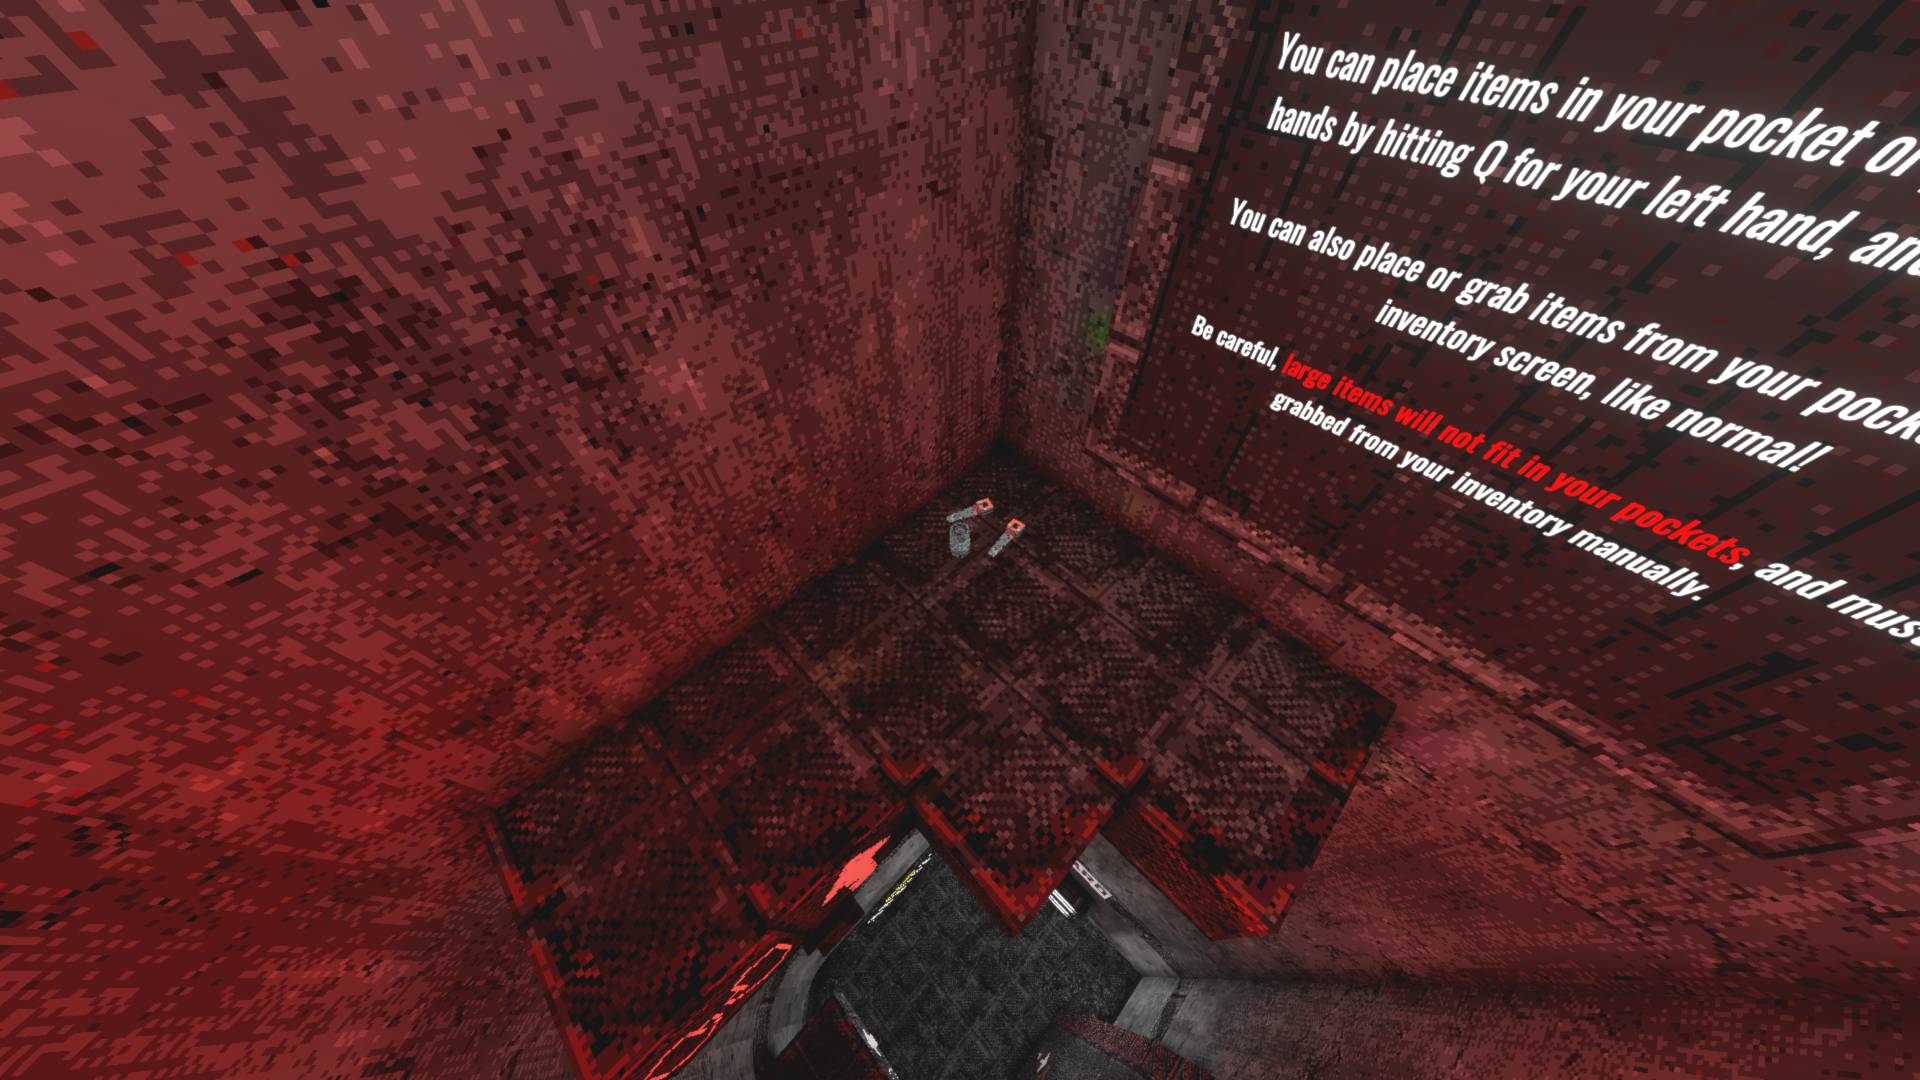 You can place items in your pocket or
hands by hitting Q for your left hand, and
You can also place or grab items from your
inventory screen, like normal!!
Be careful, large items will not fit in your pockets, and
grabbed from your inventory manually.